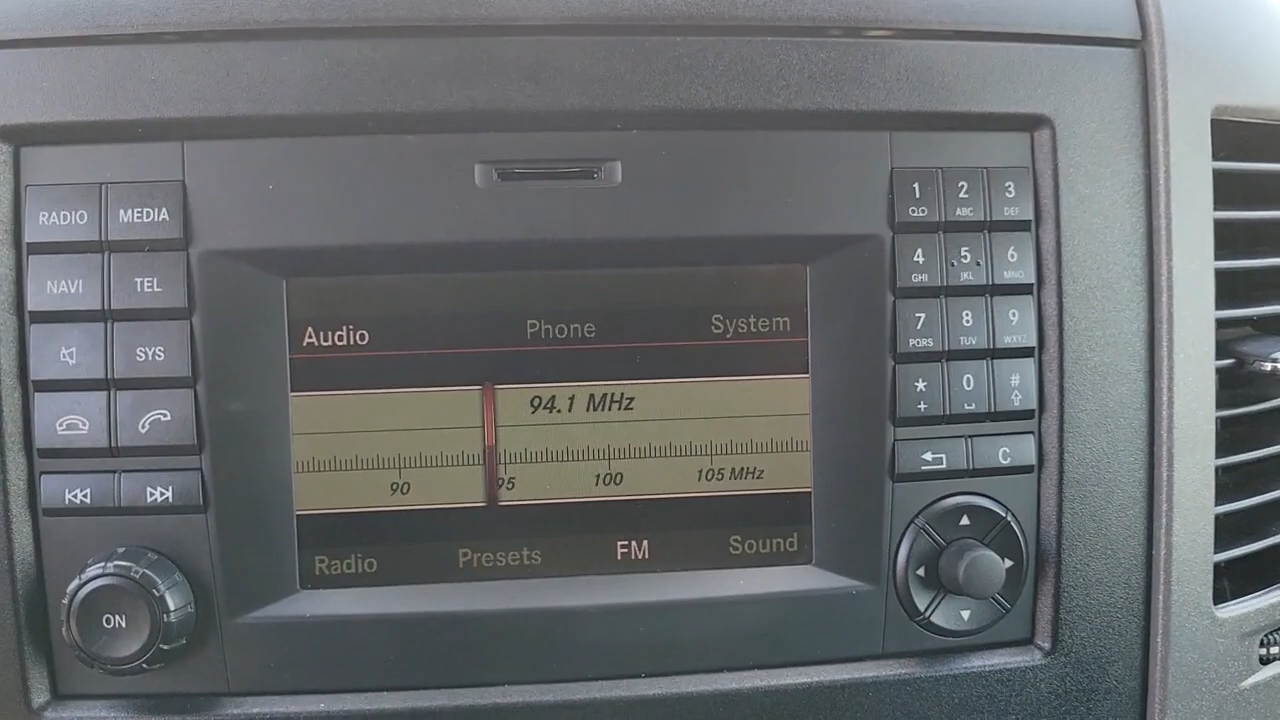 RADIO MEDIA
NAVI TEL
SYS
ON
Audio Phone System
94.1 MHz
90 95 100 105 MHz
Radio Presets FM Sound
1 2 3
ABC DEF
4 5 6
GHI JKL MNO
7 8 9
PQRS TUV WXYZ
* 0 #
+
C